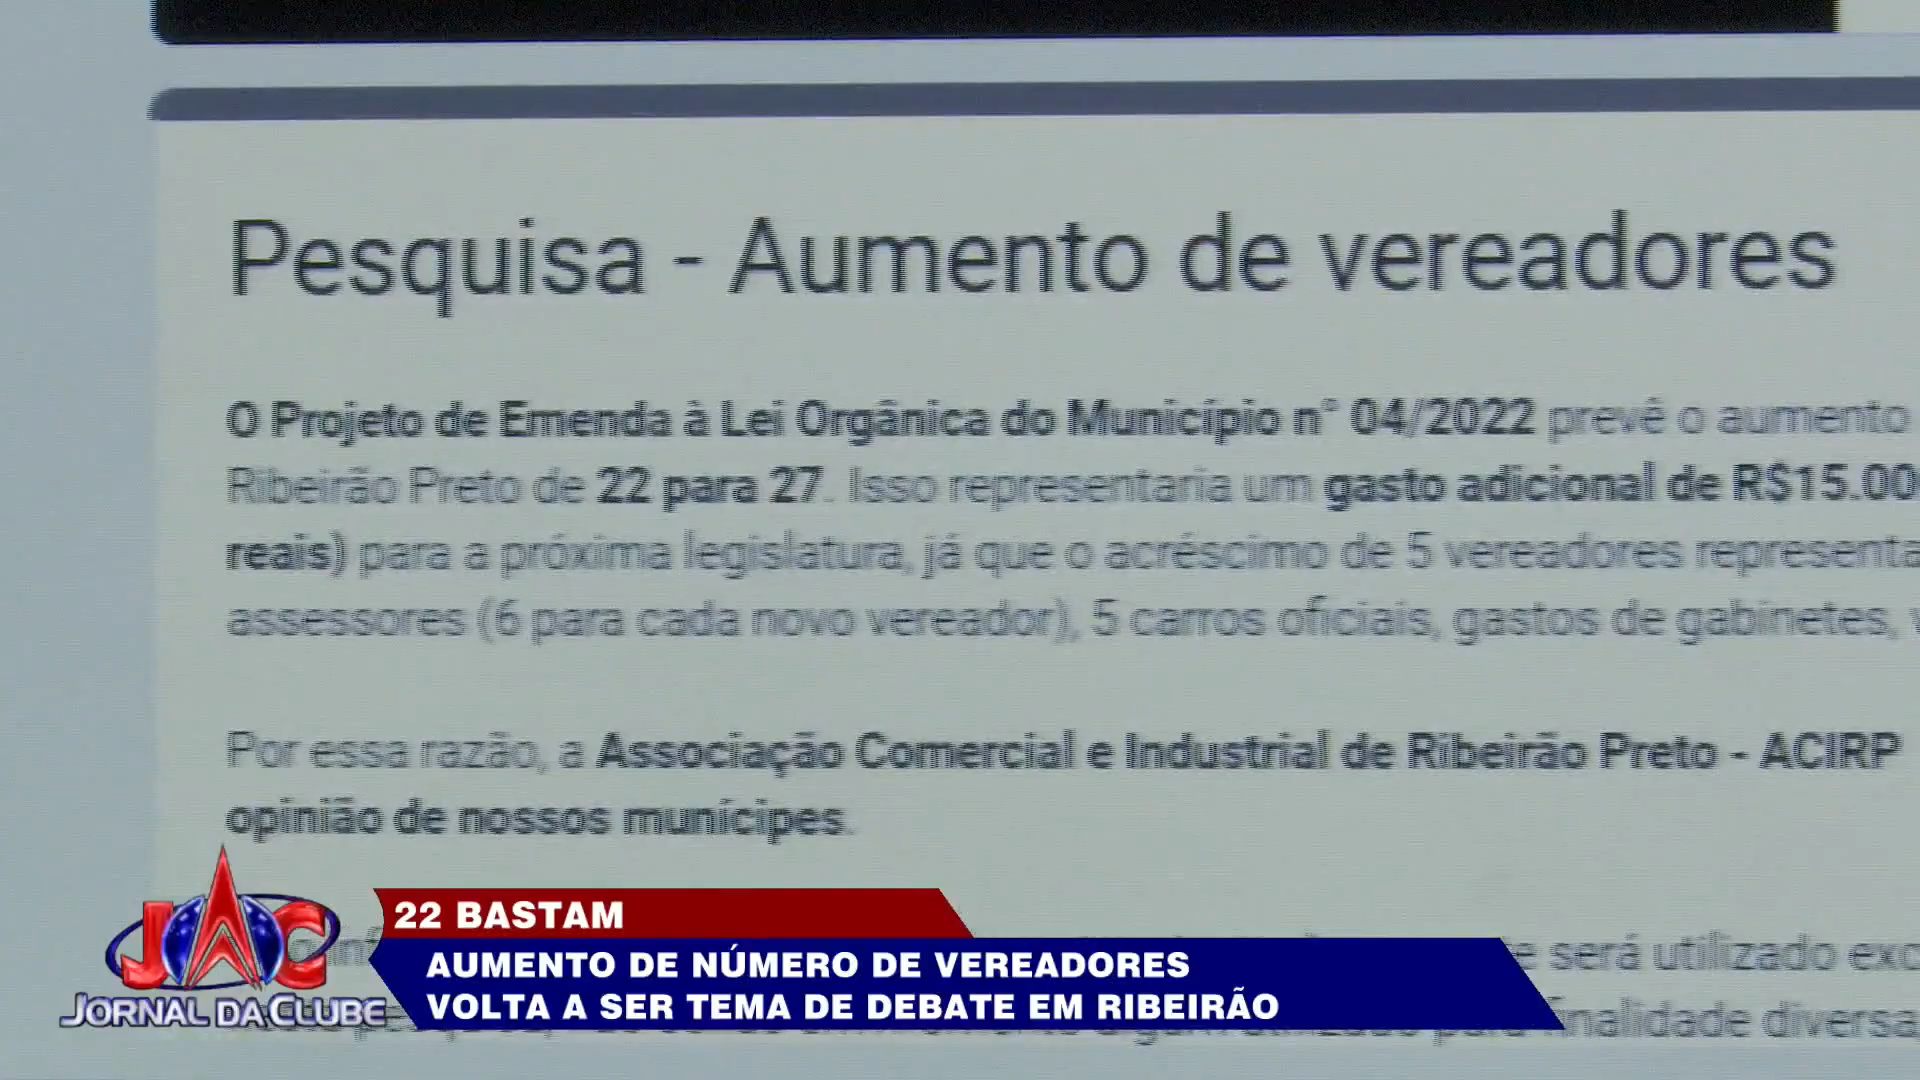 Pesquisa - Aumento de vereadores
O Projeto de Emenda à Lei Orgânica do Município n° 04/2022 prevê o aumento
Ribeirão Preto de 22 para 27. Isso representaria um gasto adicional de R$15.00
reais) para a próxima legislatura, já que o acréscimo de 5 vereadores representa
assessores (6 para cada novo vereador), 5 carros oficiais, gastos de gabinetes,
Por essa razão, a Associação Comercial e Industrial de Ribeirão Preto - ACIRP
opinião de nossos munícipes.
será utilizado
finalidade diversa
JAC
JORNAL DA CLUBE
22 BASTAM
AUMENTO DE NÚMERO DE VEREADORES
VOLTA A SER TEMA DE DEBATE EM RIBEIRÃO